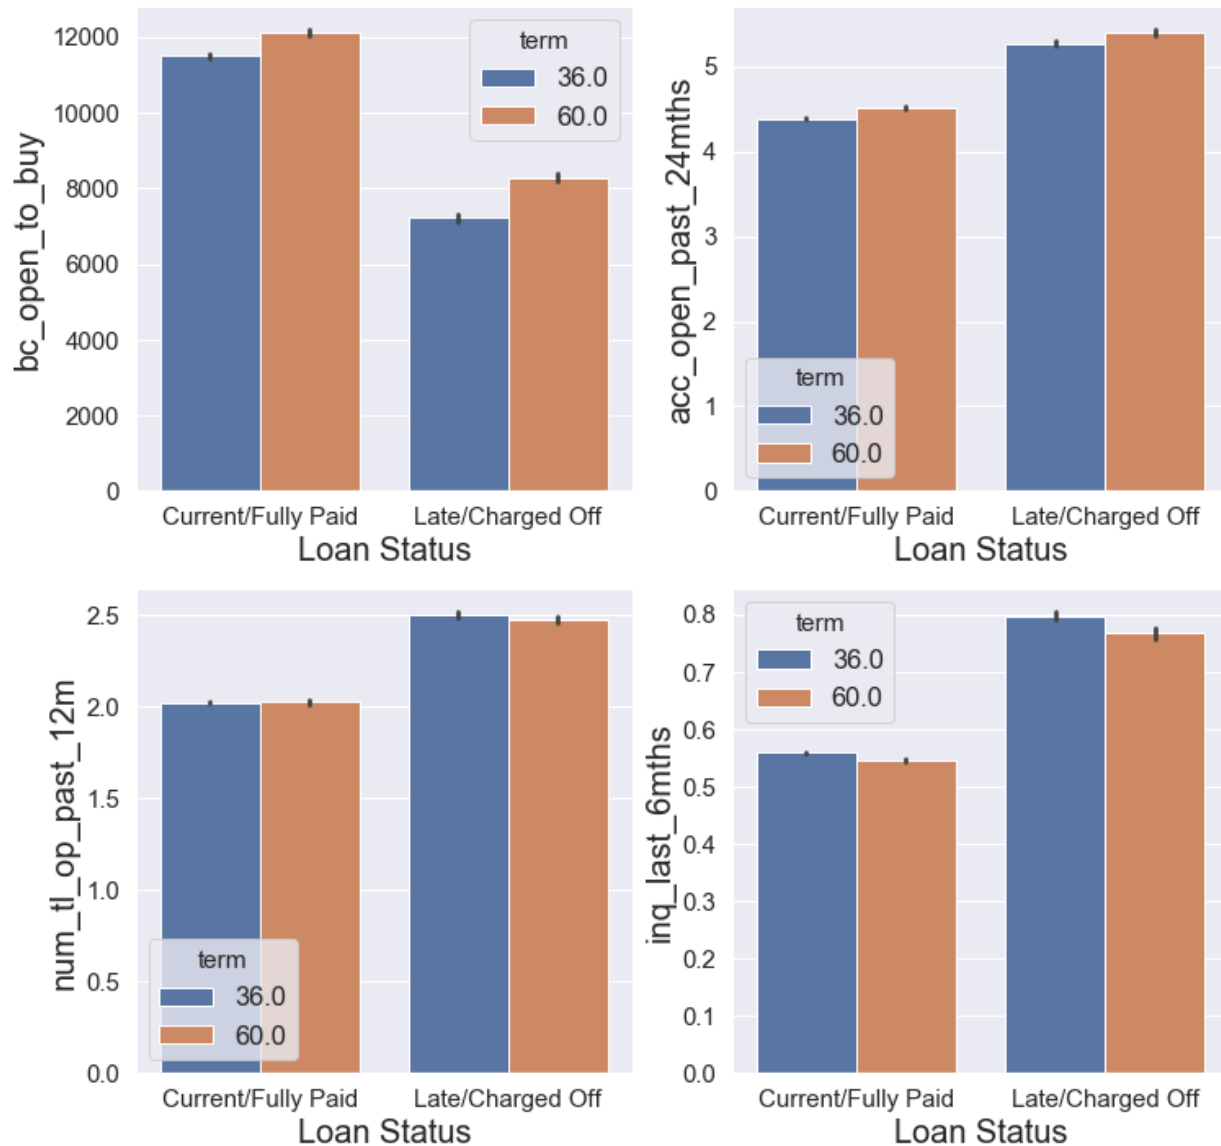 bc_open_to_buy
12000
10000
8000
6000
4000
2000
0
term
36.0
60.0
Current/Fully Paid
Late/Charged Off
Loan Status
acc_open_past_24mths
5
4
3
2
1
0
term
36.0
60.0
Current/Fully Paid
Late/Charged Off
Loan Status
num_tl_op_past_12m
2.5
2.0
1.5
1.0
0.5
0.0
term
36.0
60.0
Current/Fully Paid
Late/Charged Off
Loan Status
inq_last_6mths
0.8
0.7
0.6
0.5
0.4
0.3
0.2
0.1
0.0
term
36.0
60.0
Current/Fully Paid
Late/Charged Off
Loan Status